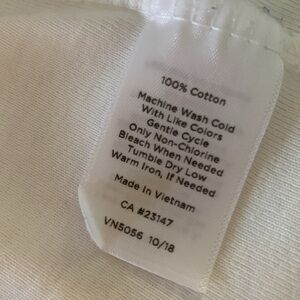 100% Cotton
Machine Wash Cold
With Like Colors
Gentle Cycle
Only Non-Chlorine
Bleach When Needed
Tumble Dry Low
Warm Iron, If Needed
Made in Vietnam
CA #23147
VN5056 10/18